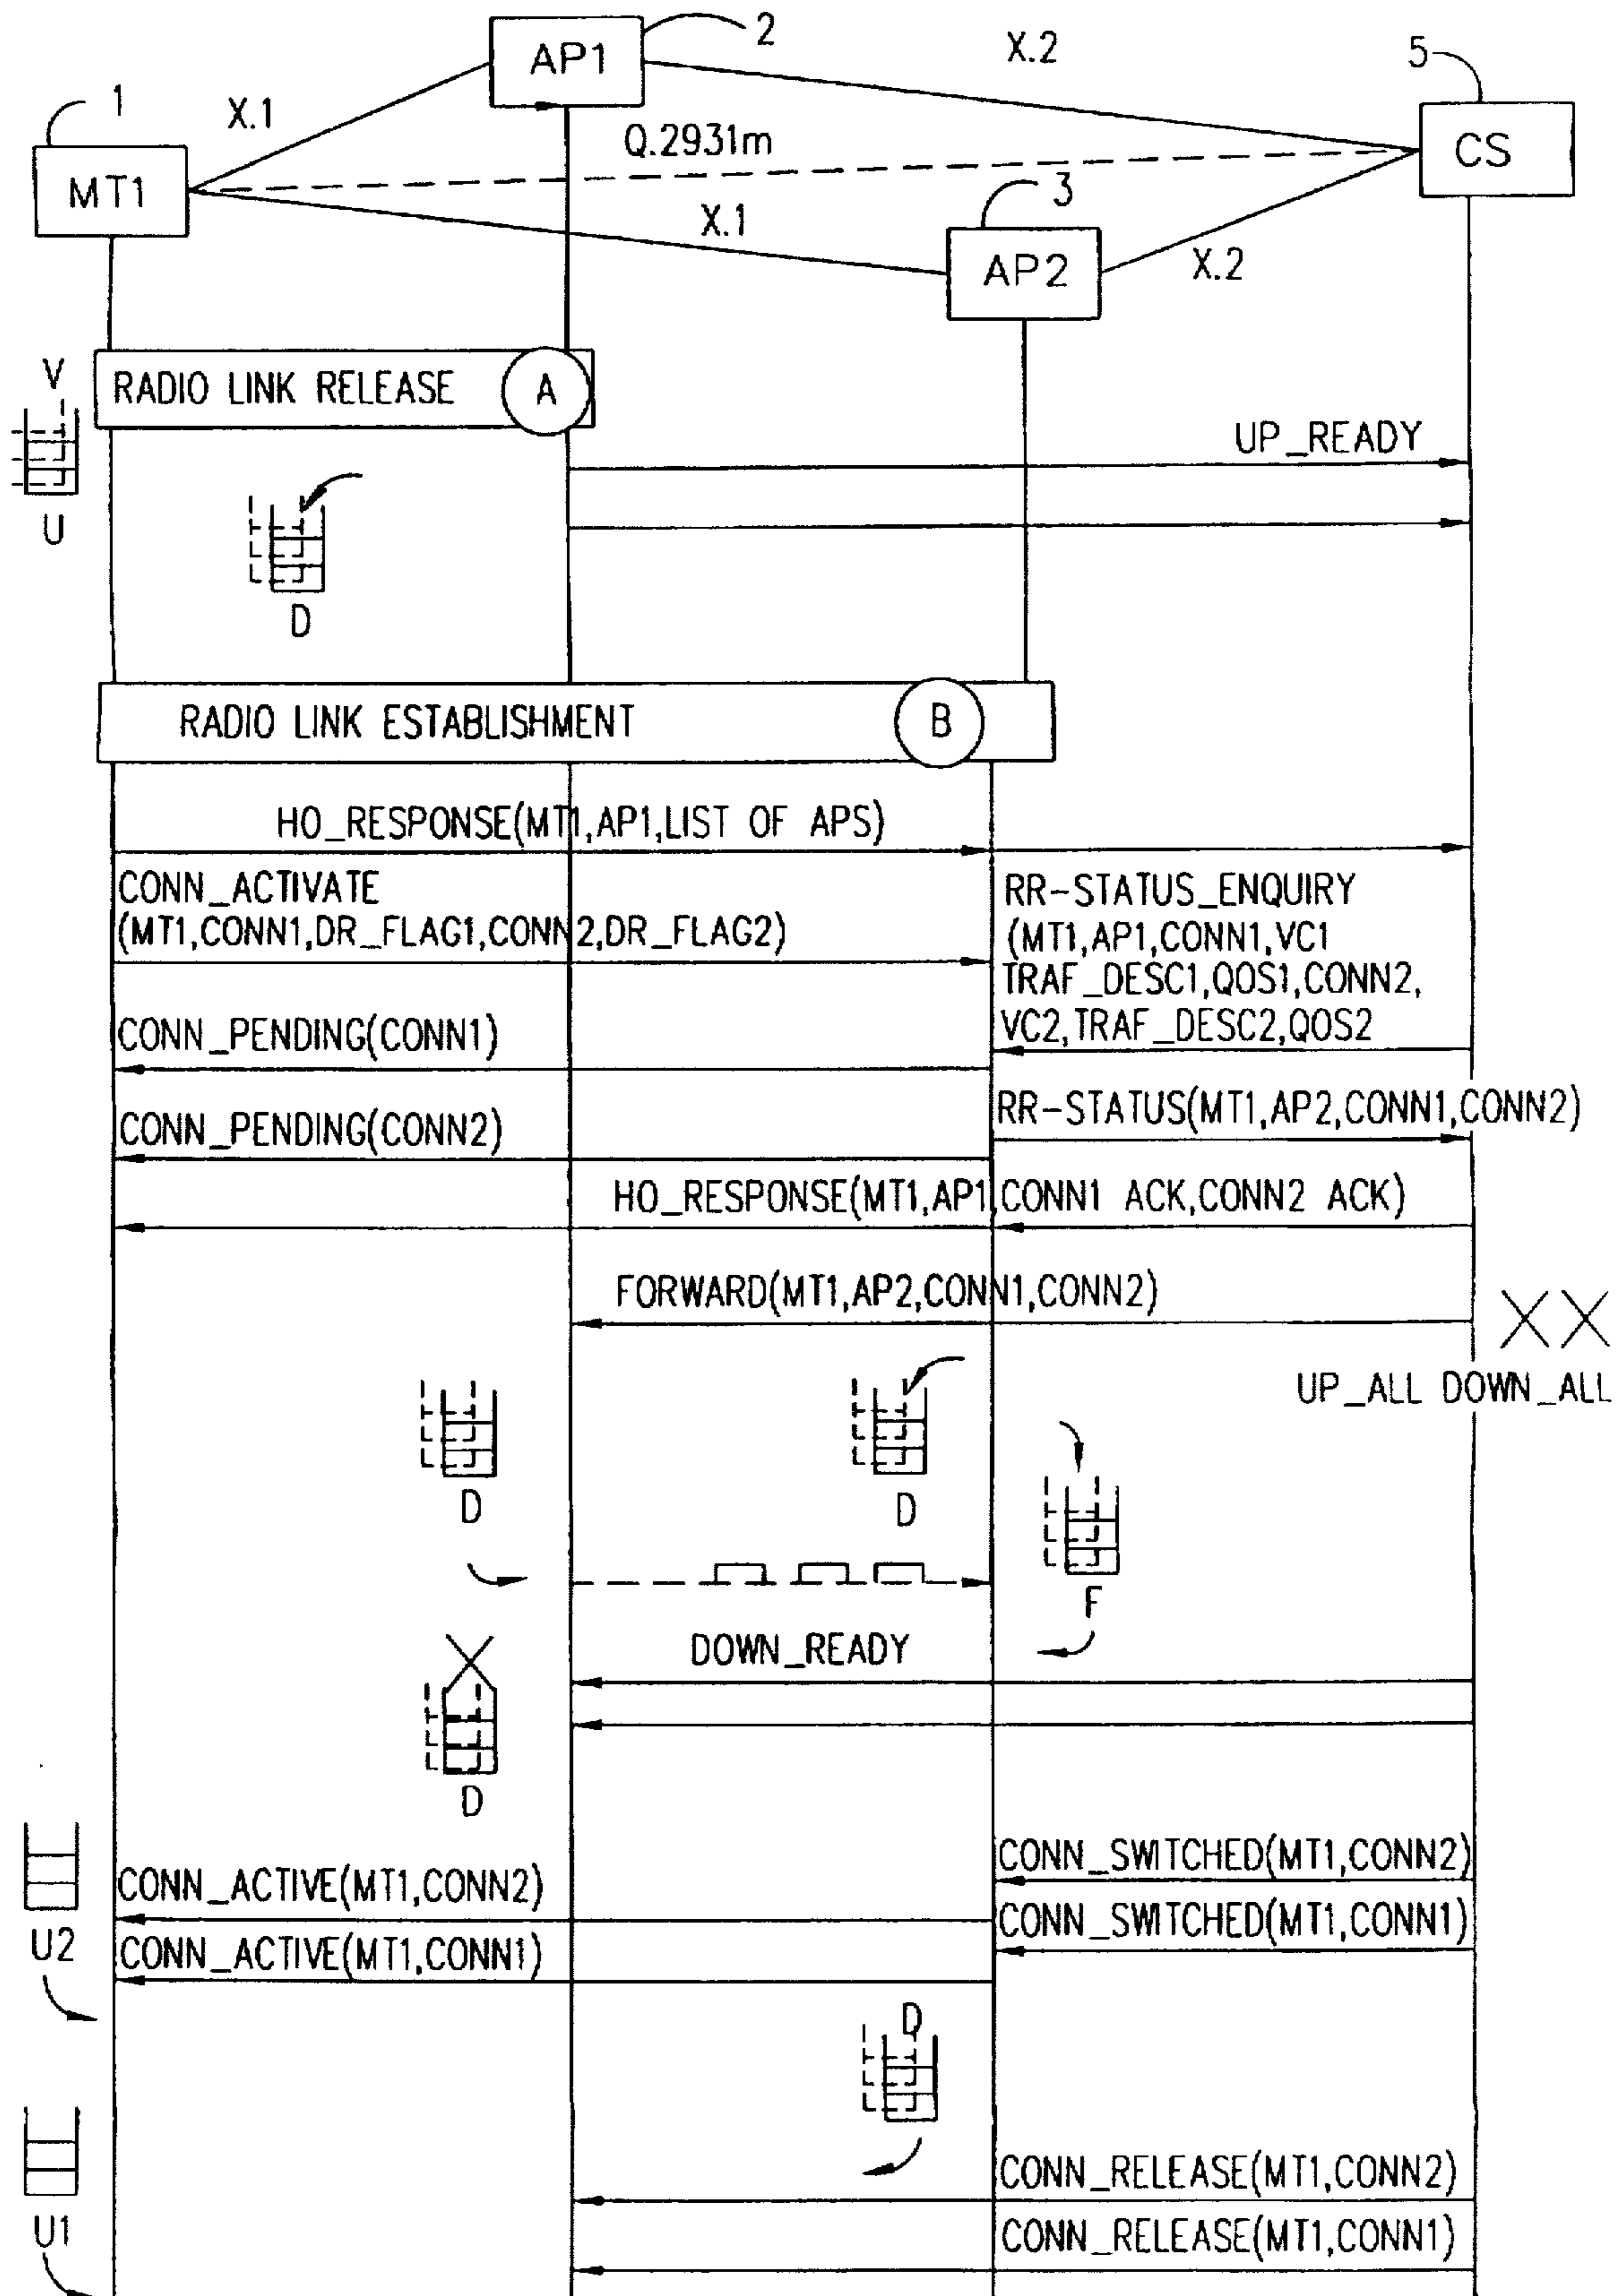 2
X.2
5
AP1
1
X.1
Q.2931m
CS
MT1
3
X.1
AP2
X.2
V
RADIO LINK RELEASE
A
UP_READY
U
D
RADIO LINK ESTABLISHMENT
B
HO_RESPONSE(MT1,AP1,LIST OF APS)
CONN_ACTIVATE
(MT1,CONN1,DR_FLAG1,CONN2,DR_FLAG2)
RR-STATUS_ENQUIRY
(MT1,AP1,CONN1,VC1
TRAF_DESC1,QOS1,CONN2,
VC2,TRAF_DESC2,QOS2
CONN_PENDING(CONN1)
RR-STATUS(MT1,AP2,CONN1,CONN2)
CONN_PENDING(CONN2)
HO_RESPONSE(MT1,AP1,CONN1 ACK,CONN2 ACK)
FORWARD(MT1,AP2,CONN1,CONN2)
UP_ALL DOWN_ALL
D
D
F
DOWN_READY
D
CONN_SWITCHED(MT1,CONN2)
CONN_ACTIVE(MT1,CONN2)
CONN_SWITCHED(MT1,CONN1)
U2
CONN_ACTIVE(MT1,CONN1)
D
CONN_RELEASE(MT1,CONN2)
U1
CONN_RELEASE(MT1,CONN1)